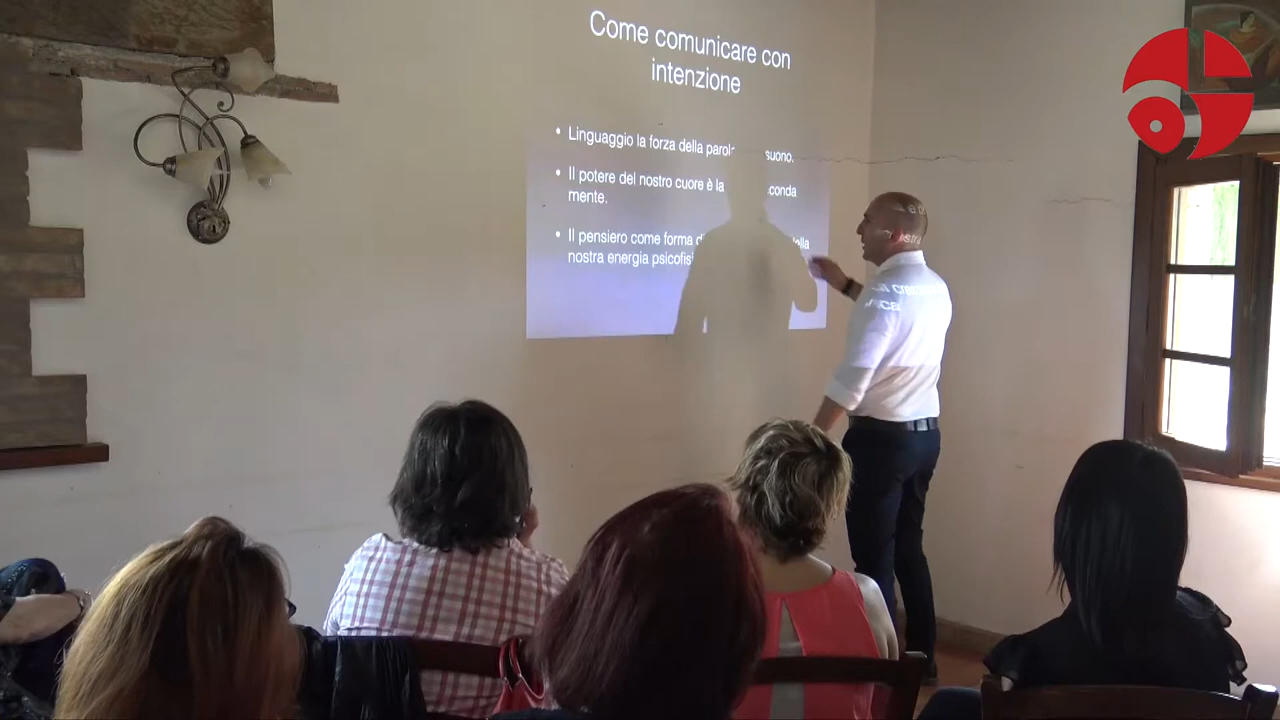 Come comunicare con
intenzione
• Linguaggio la forza della parol suono.
• Il potere del nostro cuore è la conda
mente.
• Il pensiero come forma d lla
nostra energia psicofisi